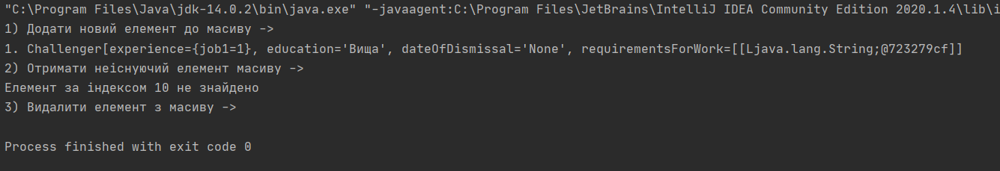 "C:\Program Files\Java\jdk-14.0.2\bin\java.exe" "-javaagent:C:\Program Files\JetBrains\IntelliJ IDEA Community Edition 2020.1.4\lib\i
1) Додати новий елемент до масиву ->
1. Challenger[experience={job1=1}, education='Вища', dateOfDismissal='None', requirementsForWork=[[Ljava.lang.String;@723279cf]]
2) Отримати неіснуючий елемент масиву ->
Елемент за індексом 10 не знайдено
3) Видалити елемент з масиву ->
Process finished with exit code 0